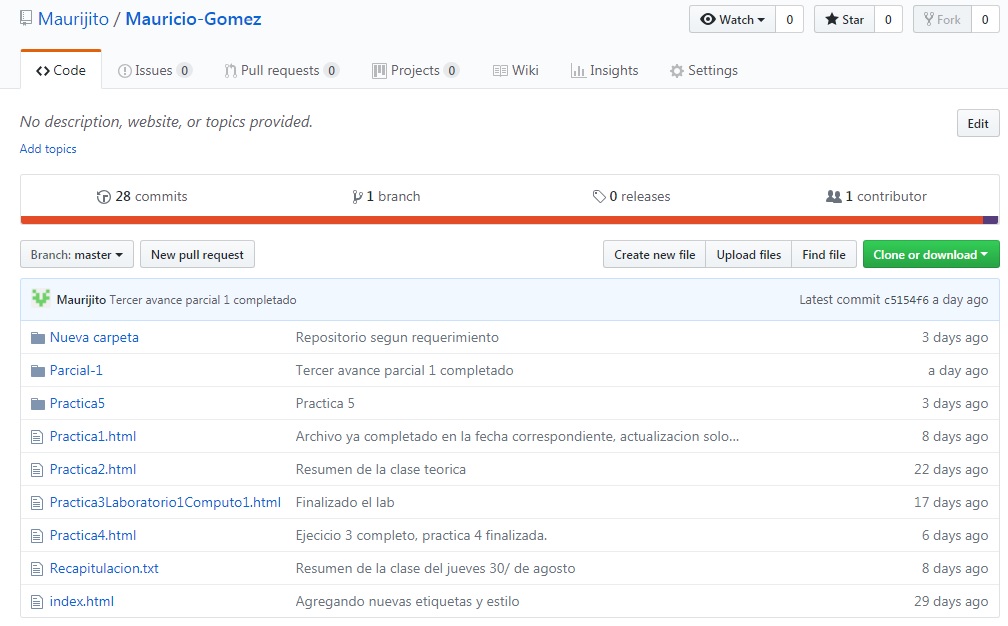 Maurijito / Mauricio-Gomez
Watch 0 Star 0 Fork 0
Code Issues 0 Pull requests 0 Projects 0 Wiki Insights Settings
No description, website, or topics provided. Edit
Add topics
28 commits 1 branch 0 releases 1 contributor
Branch: master New pull request Create new file Upload files Find file Clone or download
Maurijito Tercer avance parcial 1 completado Latest commit c5154f6 a day ago
Nueva carpeta Repositorio segun requerimiento 3 days ago
Parcial-1 Tercer avance parcial 1 completado a day ago
Practica5 Practica 5 3 days ago
Practica1.html Archivo ya completado en la fecha correspondiente, actualizacion solo... 8 days ago
Practica2.html Resumen de la clase teorica 22 days ago
Practica3Laboratorio1Computo1.html Finalizado el lab 17 days ago
Practica4.html Ejecicio 3 completo, practica 4 finalizada. 6 days ago
Recapitulacion.txt Resumen de la clase del jueves 30/ de agosto 8 days ago
index.html Agregando nuevas etiquetas y estilo 29 days ago